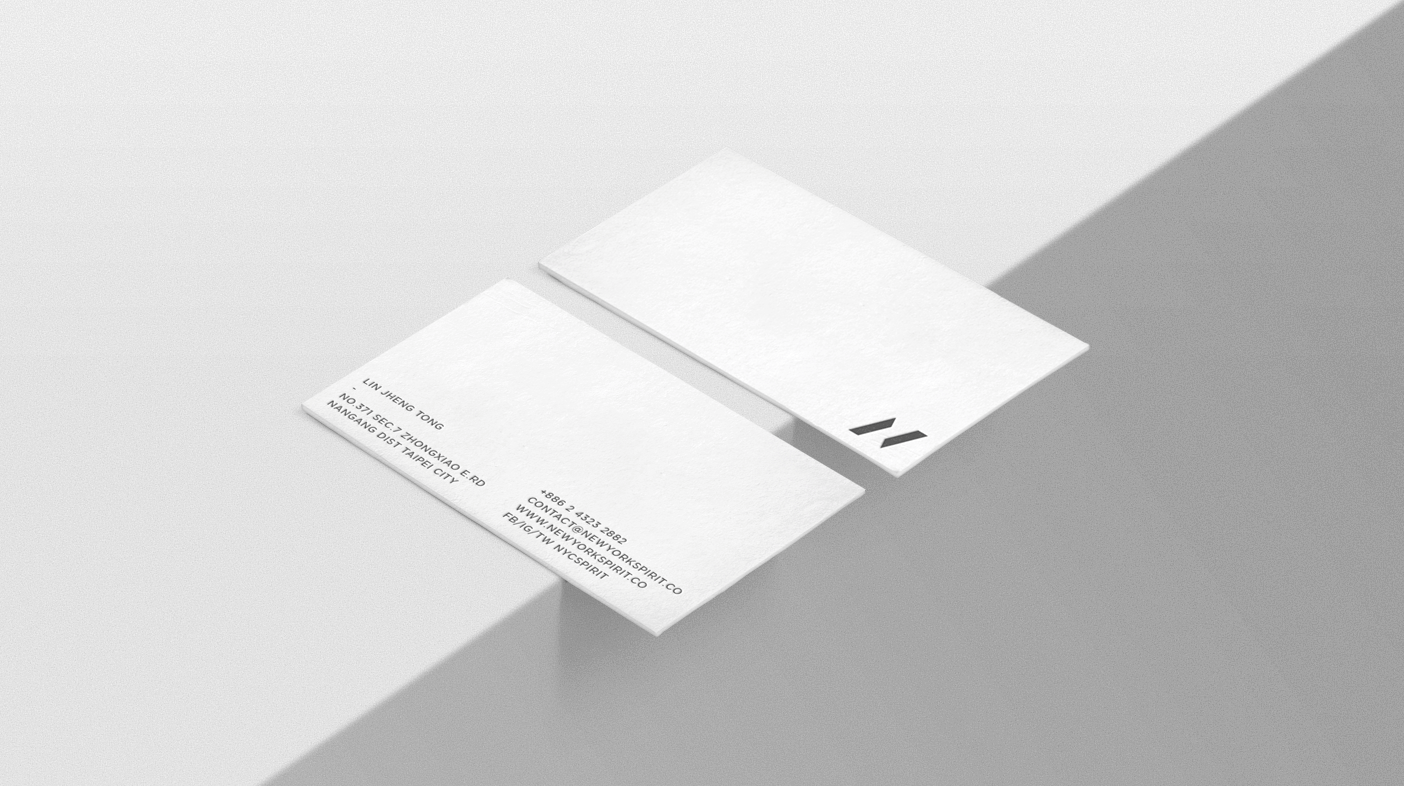 LIN JHENG TONG
-
NO.371 SEC.7 ZHONGXIAO E.RD
NANGANG DIST TAIPEI CITY
+886 2 4323 2882
CONTACT@NEWYORKSPIRIT.CO
WWW.NEWYORKSPIRIT.CO
FB/IG/TW NYCSPIRIT
N